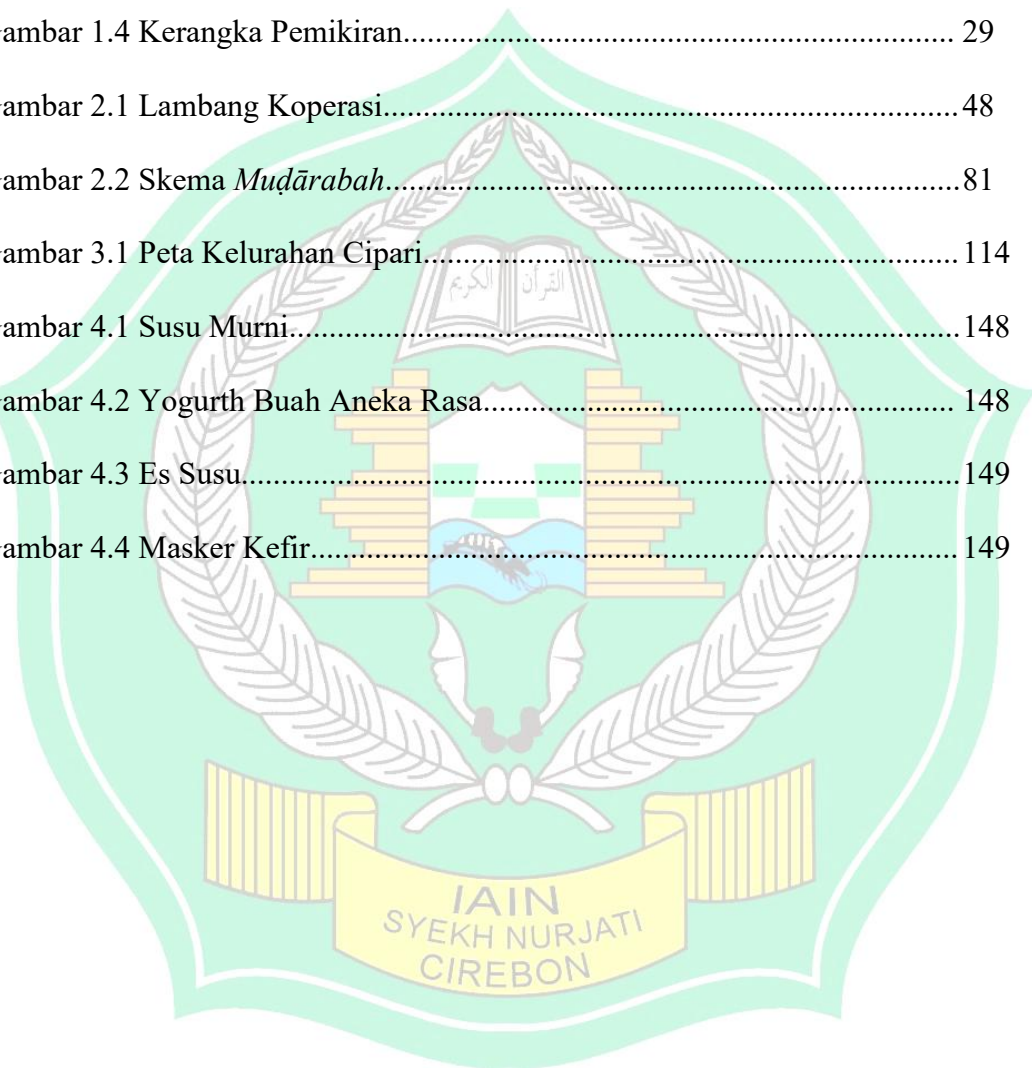 ambar 1.4 Kerangka Pemikiran.................................................................... 29
ambar 2.1 Lambang Koperasi.......................................................................48
ambar 2.2 Skema Muḍārabah.......................................................................81
ambar 3.1 Peta Kelurahan Cipari..................................................................114
ambar 4.1 Susu Murni...................................................................................148
ambar 4.2 Yogurth Buah Aneka Rasa.......................................................... 148
ambar 4.3 Es Susu.........................................................................................149
ambar 4.4 Masker Kefir................................................................................149
القرآن الكريم
IAIN
SYEKH NURJATI
CIREBON